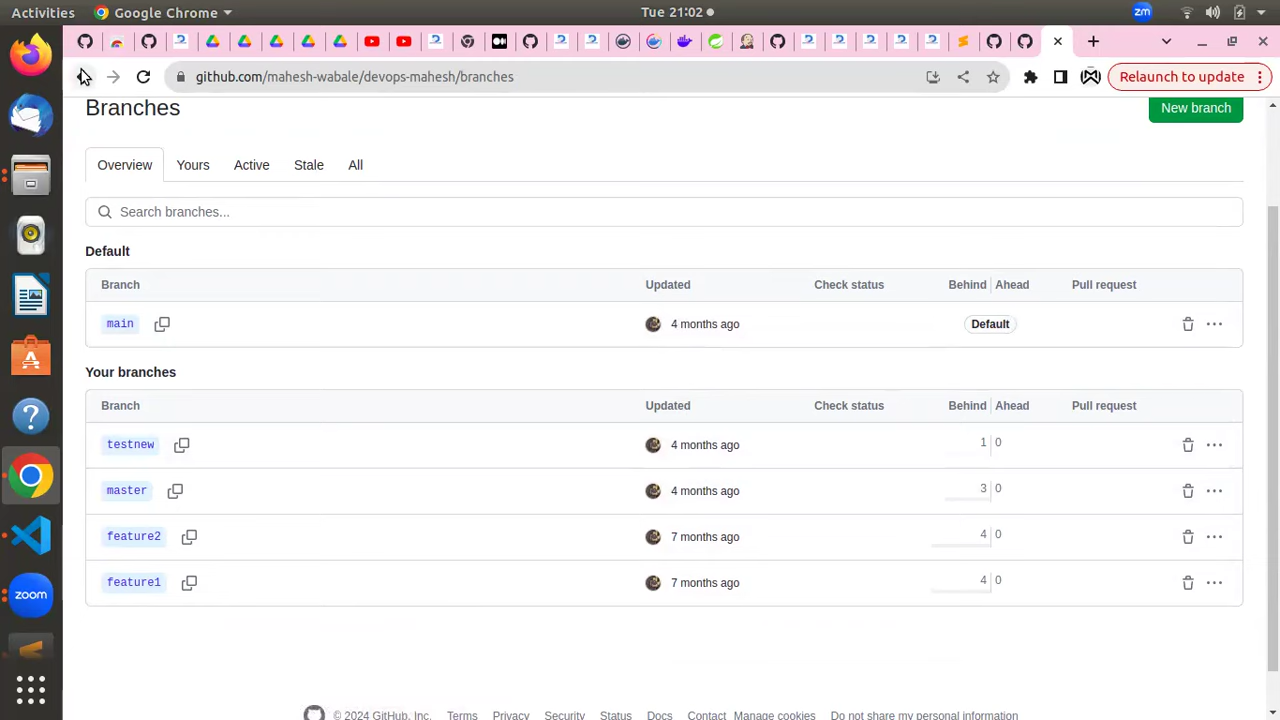 Activities Google Chrome Tue 21:02 zm
github.com/mahesh-wabale/devops-mahesh/branches Relaunch to update
Branches New branch
Overview Yours Active Stale All
Search branches...
Default
Branch Updated Check status Behind Ahead Pull request
main 4 months ago Default
Your branches
Branch Updated Check status Behind Ahead Pull request
testnew 4 months ago 1 0
master 4 months ago 3 0
feature2 7 months ago 4 0
feature1 7 months ago 4 0
zoom
© 2024 GitHub, Inc. Terms Privacy Security Status Docs Contact Manage cookies Do not share my personal information